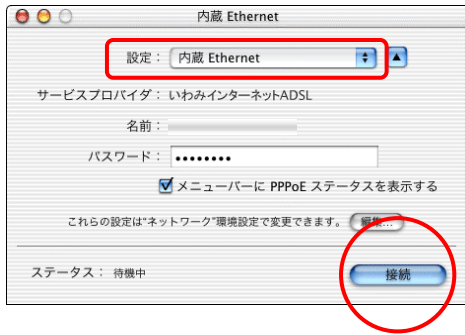 内蔵 Ethernet
設定： 内蔵 Ethernet
サービスプロバイダ： いわみインターネットADSL
名前：
パスワード： ••••••••
メニューバーに PPPoE ステータスを表示する
これらの設定は"ネットワーク"環境設定で変更できます。 編集...
ステータス： 待機中 接続